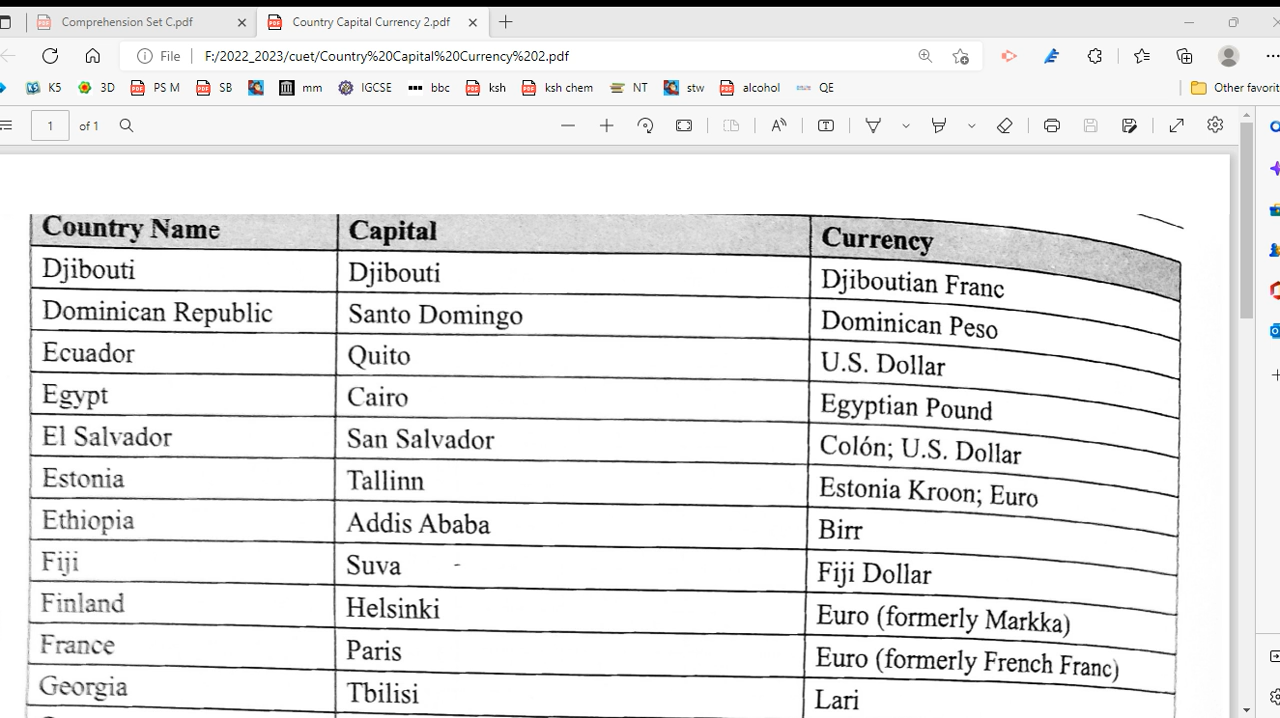 Comprehension Set C.pdf
Country Capital Currency 2.pdf
File F:/2022_2023/cuet/Country%20Capital%20Currency%202.pdf
K5 3D PS M SB mm IGCSE bbc ksh ksh chem NT stw alcohol QE Other favorit
1 of 1
Country Name Capital Currency
Djibouti Djibouti Djiboutian Franc
Dominican Republic Santo Domingo Dominican Peso
Ecuador Quito U.S. Dollar
Egypt Cairo Egyptian Pound
El Salvador San Salvador Colón; U.S. Dollar
Estonia Tallinn Estonia Kroon; Euro
Ethiopia Addis Ababa Birr
Fiji Suva Fiji Dollar
Finland Helsinki Euro (formerly Markka)
France Paris Euro (formerly French Franc)
Georgia Tbilisi Lari